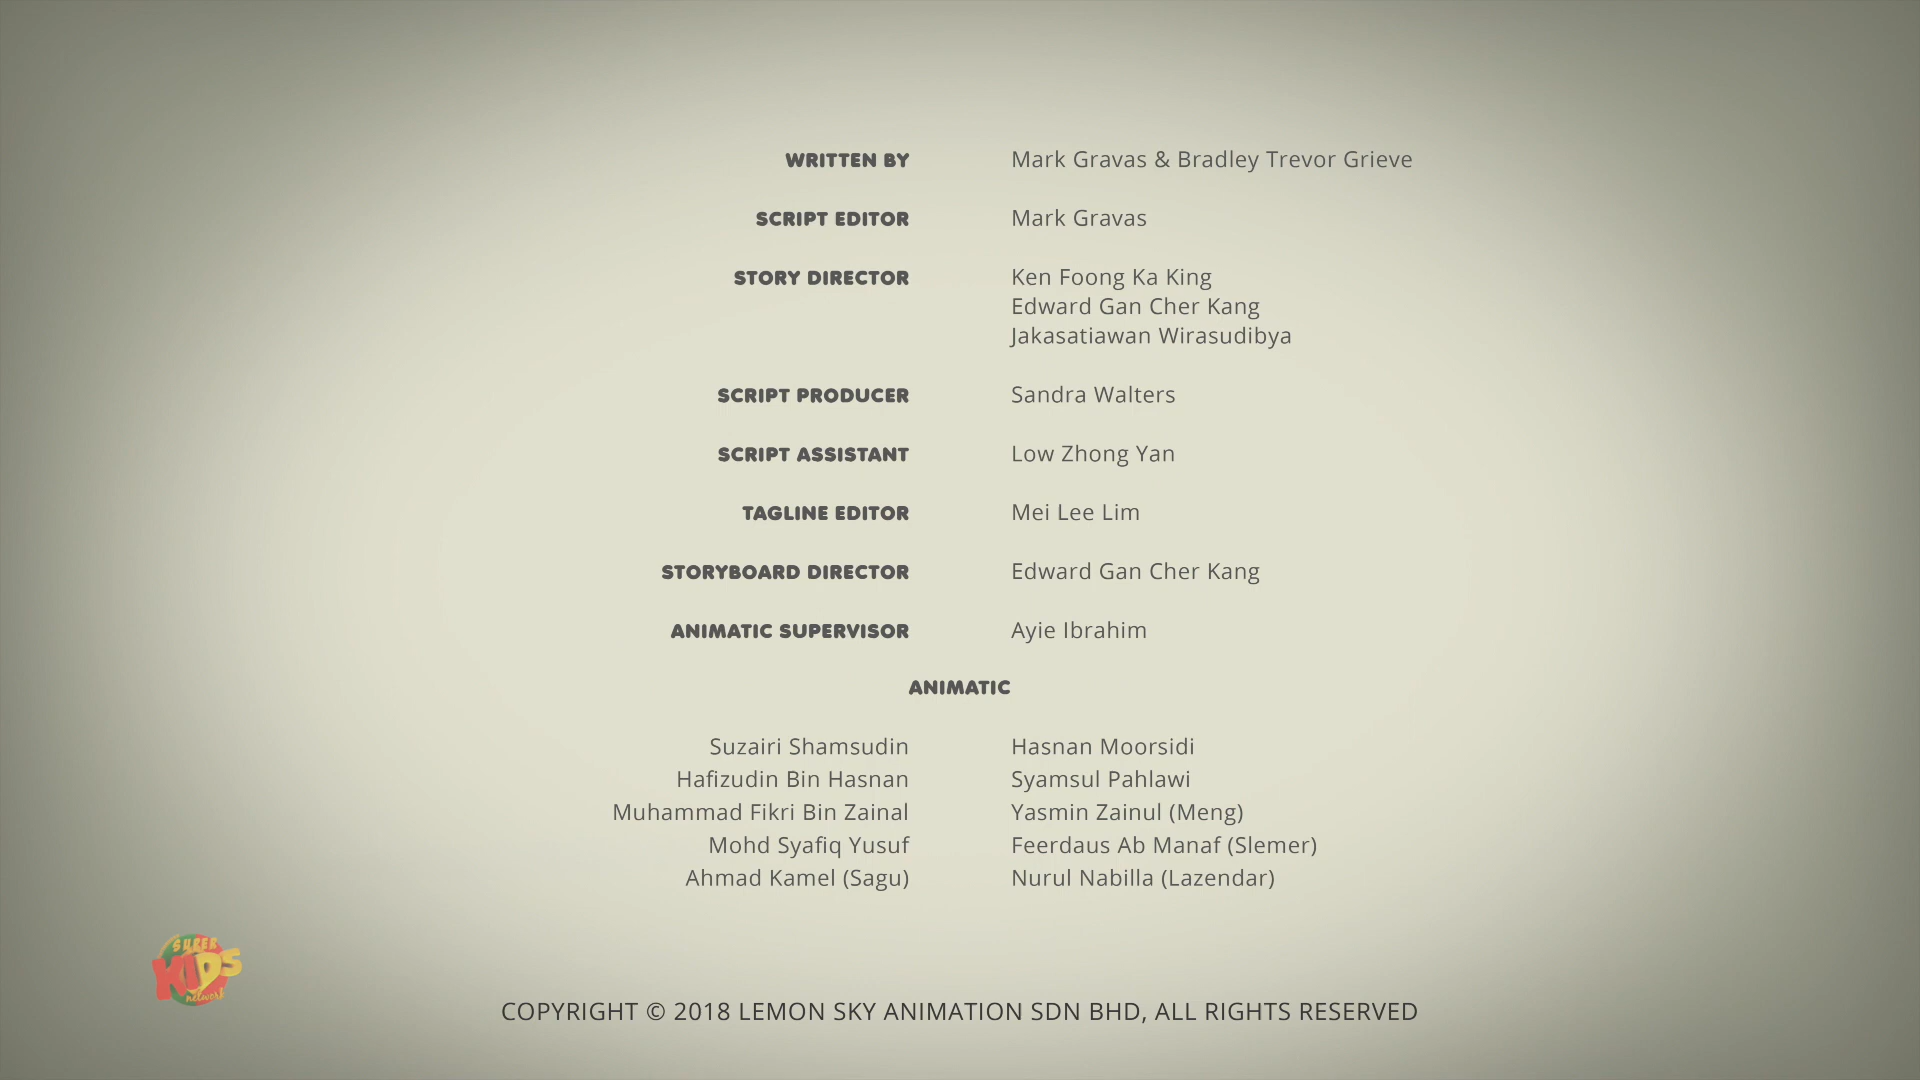 WRITTEN BY Mark Gravas & Bradley Trevor Grieve
SCRIPT EDITOR Mark Gravas
STORY DIRECTOR Ken Foong Ka King
Edward Gan Cher Kang
Jakasatiawan Wirasudibya
SCRIPT PRODUCER Sandra Walters
SCRIPT ASSISTANT Low Zhong Yan
TAGLINE EDITOR Mei Lee Lim
STORYBOARD DIRECTOR Edward Gan Cher Kang
ANIMATIC SUPERVISOR Ayie Ibrahim
ANIMATIC
Suzairi Shamsudin Hasnan Moorsidi
Hafizudin Bin Hasnan Syamsul Pahlawi
Muhammad Fikri Bin Zainal Yasmin Zainul (Meng)
Mohd Syafiq Yusuf Feerdaus Ab Manaf (Slemer)
Ahmad Kamel (Sagu) Nurul Nabilla (Lazendar)
SUPER
KIDS
network
COPYRIGHT © 2018 LEMON SKY ANIMATION SDN BHD, ALL RIGHTS RESERVED